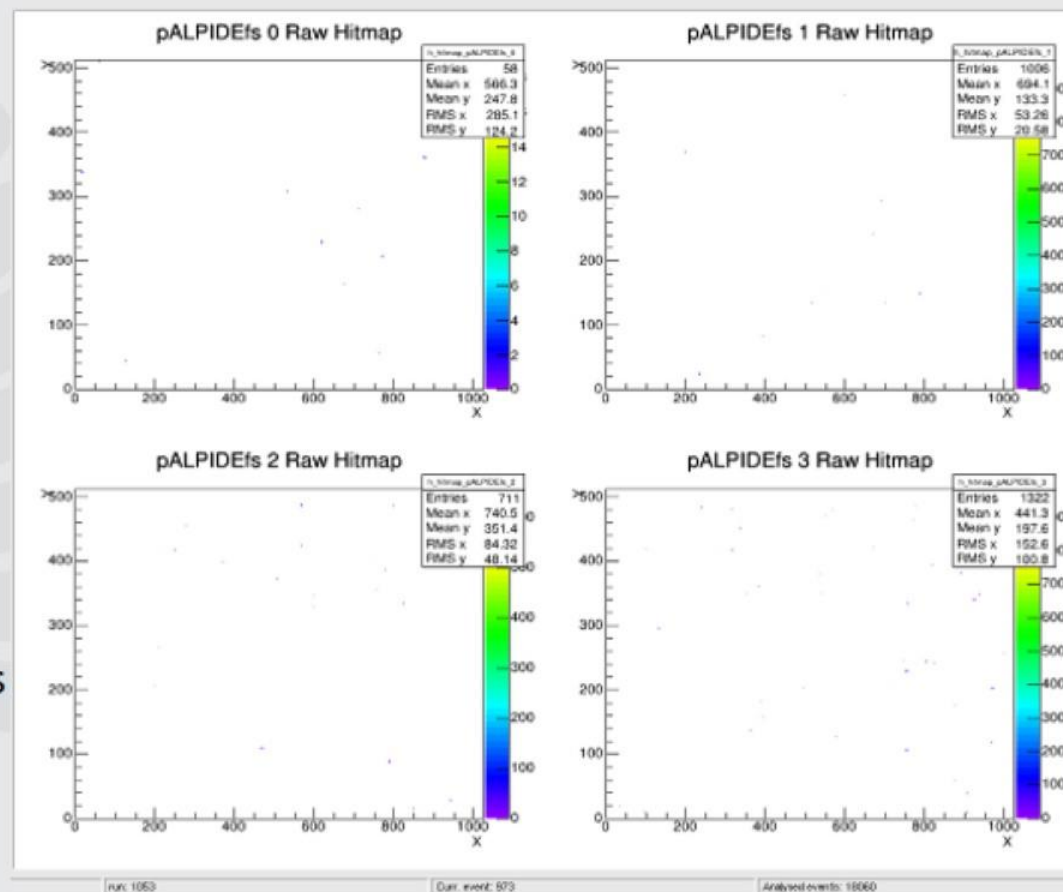 pALPIDEfs 0 Raw Hitmap
h_hitmap_pALPIDEfs_0
Entries 58
Mean x 566.3
Mean y 247.8
RMS x 285.1
RMS y 124.2
Y
500
400
300
200
100
0
0 200 400 600 800 1000
X
14
12
10
8
6
4
2
0
pALPIDEfs 1 Raw Hitmap
h_hitmap_pALPIDEfs_1
Entries 1006
Mean x 694.1
Mean y 133.3
RMS x 53.26
RMS y 20.58
Y
500
400
300
200
100
0
0 200 400 600 800 1000
X
700
600
500
400
300
200
100
0
pALPIDEfs 2 Raw Hitmap
h_hitmap_pALPIDEfs_2
Entries 711
Mean x 740.5
Mean y 351.4
RMS x 84.32
RMS y 48.14
Y
500
400
300
200
100
0
0 200 400 600 800 1000
X
400
300
200
100
0
pALPIDEfs 3 Raw Hitmap
h_hitmap_pALPIDEfs_3
Entries 1322
Mean x 441.3
Mean y 197.6
RMS x 152.6
RMS y 100.8
Y
500
400
300
200
100
0
0 200 400 600 800 1000
X
700
600
500
400
300
200
100
0
s
run: 1053
Curr. event: 973
Analysed events: 18060